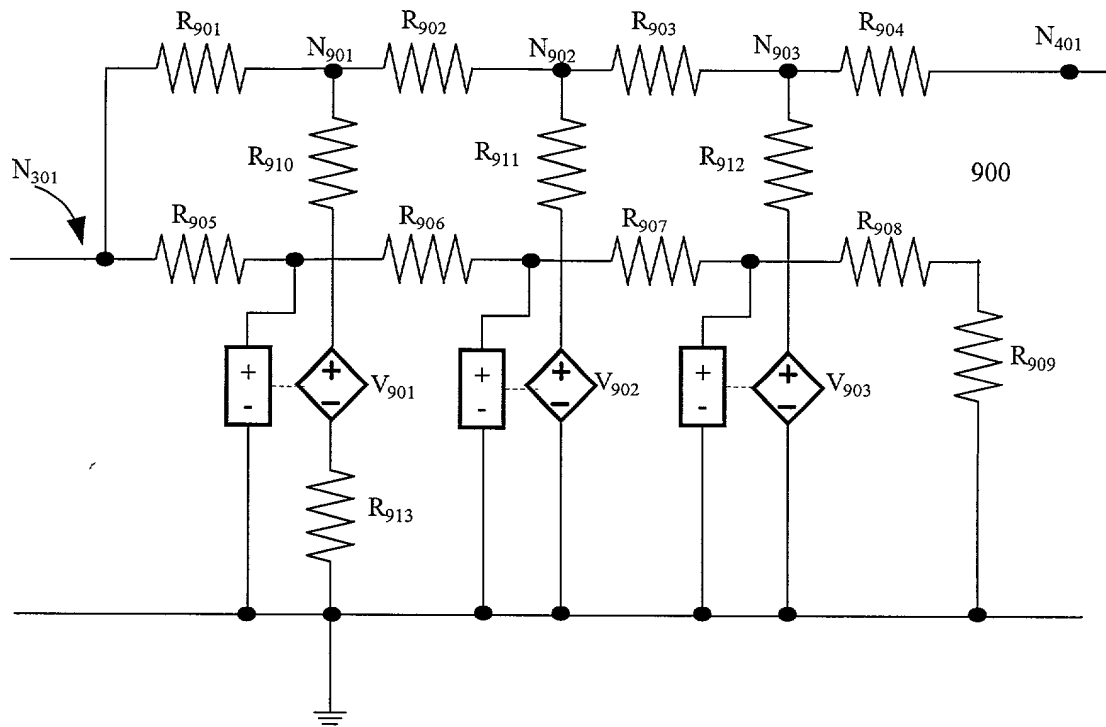 R901 R902 R903 R904
N901 N902 N903 N401
R910 R911 R912 900
N301
R905 R906 R907 R908
R909
+ + + + + +
- - - - - -
V901 V902 V903
R913